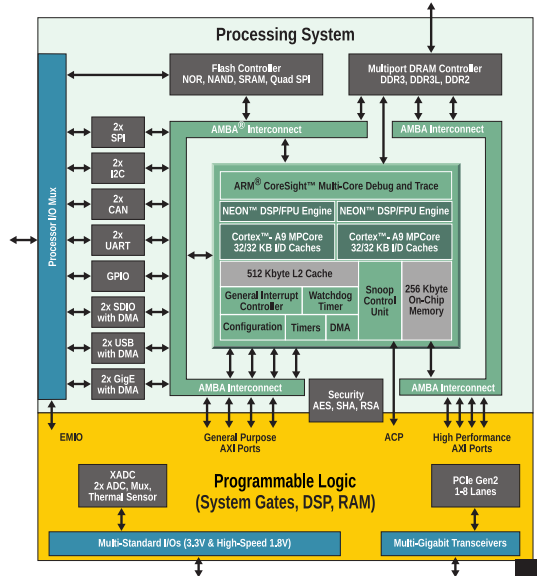 Processing System
Flash Controller
NOR, NAND, SRAM, Quad SPI
Multiport DRAM Controller
DDR3, DDR3L, DDR2
Processor I/O Mux
2x
SPI
2x
I2C
2x
CAN
2x
UART
GPIO
2x SDIO
with DMA
2x USB
with DMA
2x GigE
with DMA
AMBA® Interconnect
AMBA Interconnect
ARM® CoreSight™ Multi-Core Debug and Trace
NEON™ DSP/FPU Engine
NEON™ DSP/FPU Engine
Cortex™- A9 MPCore
32/32 KB I/D Caches
Cortex™- A9 MPCore
32/32 KB I/D Caches
512 Kbyte L2 Cache
Snoop
Control
Unit
256 Kbyte
On-Chip
Memory
General Interrupt
Controller
Watchdog
Timer
Configuration
Timers
DMA
AMBA Interconnect
Security
AES, SHA, RSA
AMBA Interconnect
EMIO
General Purpose
AXI Ports
ACP
High Performance
AXI Ports
XADC
2x ADC, Mux,
Thermal Sensor
Programmable Logic
(System Gates, DSP, RAM)
PCIe Gen2
1-8 Lanes
Multi-Standard I/Os (3.3V & High-Speed 1.8V)
Multi-Gigabit Transceivers